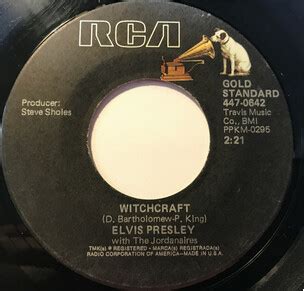 RCA
GOLD
STANDARD
447-0642
Travis Music
Co., BMI
PPKM-0295
2:21
Producer:
Steve Sholes
WITCHCRAFT
(D. Bartholomew-P. King)
ELVIS PRESLEY
with The Jordanaires
TMK(s) ® REGISTERED • MARCA(s) REGISTRADA(s)
RADIO CORPORATION OF AMERICA—MADE IN U.S.A.